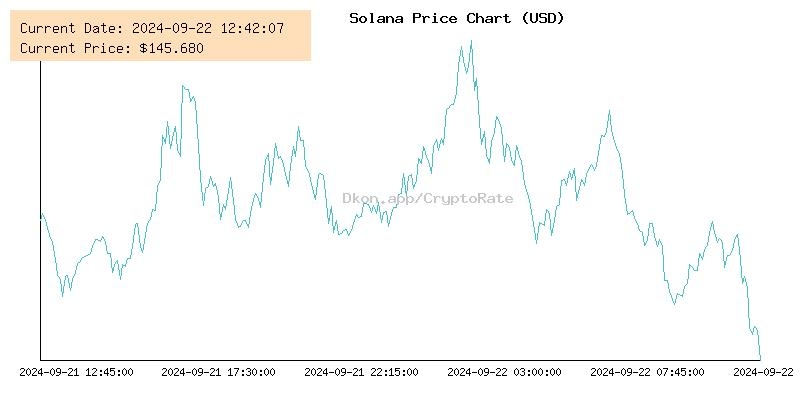 Solana Price Chart (USD)
Current Date: 2024-09-22 12:42:07
Current Price: $145.680
Dkon.app/CryptoRate
2024-09-21 12:45:00
2024-09-21 17:30:00
2024-09-21 22:15:00
2024-09-22 03:00:00
2024-09-22 07:45:00
2024-09-22